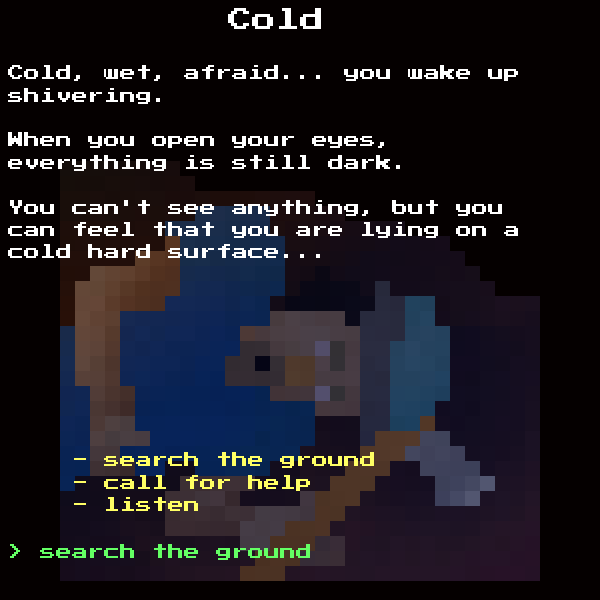 Cold
Cold, wet, afraid... you wake up
shivering.
When you open your eyes,
everything is still dark.
You can't see anything, but you
can feel that you are lying on a
cold hard surface...
- search the ground
- call for help
- listen
> search the ground